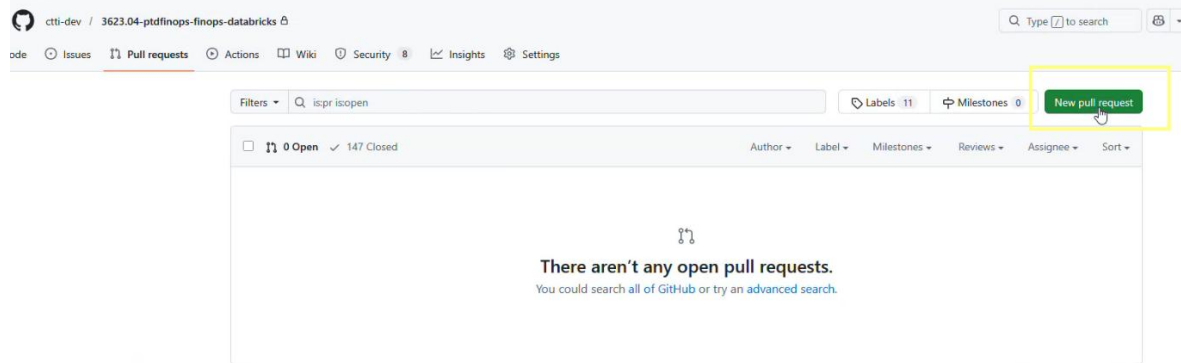 ctti-dev / 3623.04-ptdfinops-finops-databricks
Type / to search
ode Issues Pull requests Actions Wiki Security 8 Insights Settings
Filters is:pr is:open Labels 11 Milestones 0 New pull request
0 Open 147 Closed Author Label Milestones Reviews Assignee Sort
There aren't any open pull requests.
You could search all of GitHub or try an advanced search.